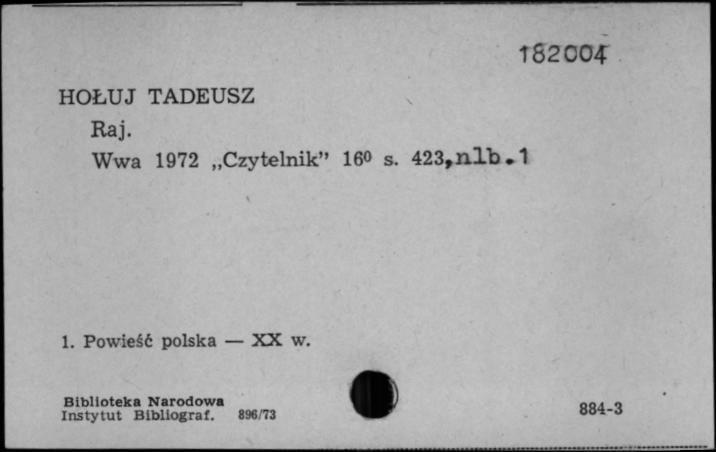 182004
HOŁUJ TADEUSZ
Raj.
Wwa 1972 „Czytelnik” 16⁰ s. 423,nlb.1
1. Powieść polska — XX w.
Biblioteka Narodowa
Instytut Bibliograf. 896/73
884-3